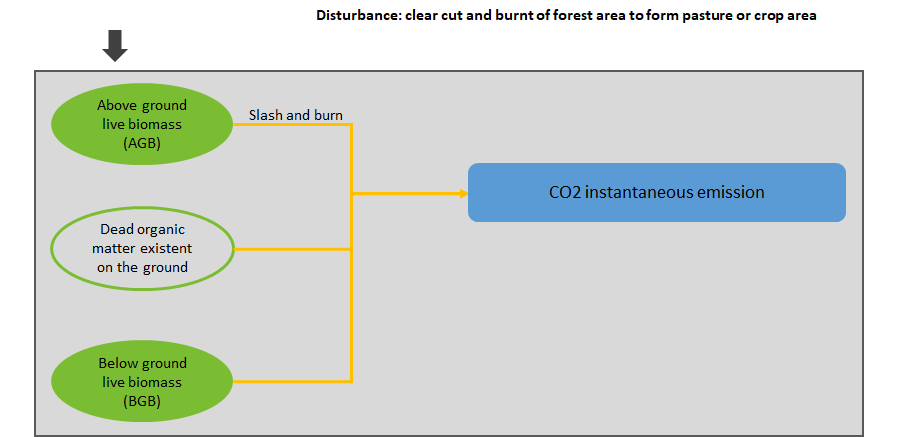 Disturbance: clear cut and burnt of forest area to form pasture or crop area
Above ground
live biomass
(AGB)
Slash and burn
CO2 instantaneous emission
Dead organic
matter existent
on the ground
Below ground
live biomass
(BGB)